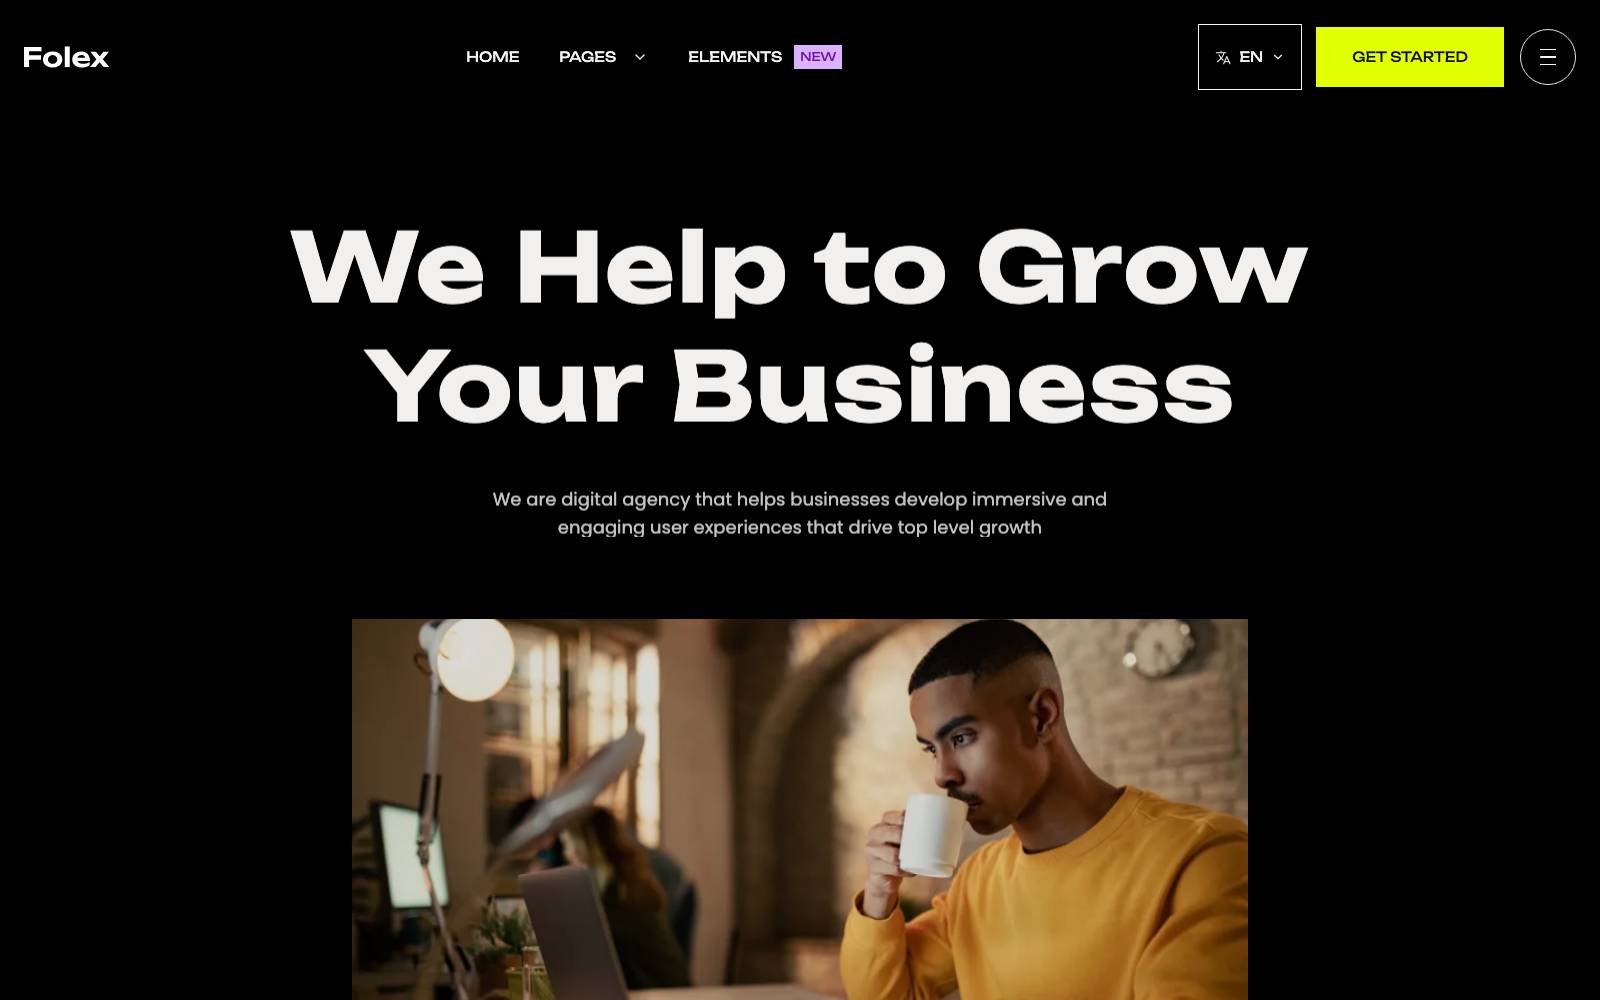 Folex
HOME
PAGES
ELEMENTS
NEW
EN
GET STARTED
We Help to Grow
Your Business
We are digital agency that helps businesses develop immersive and
engaging user experiences that drive top level growth